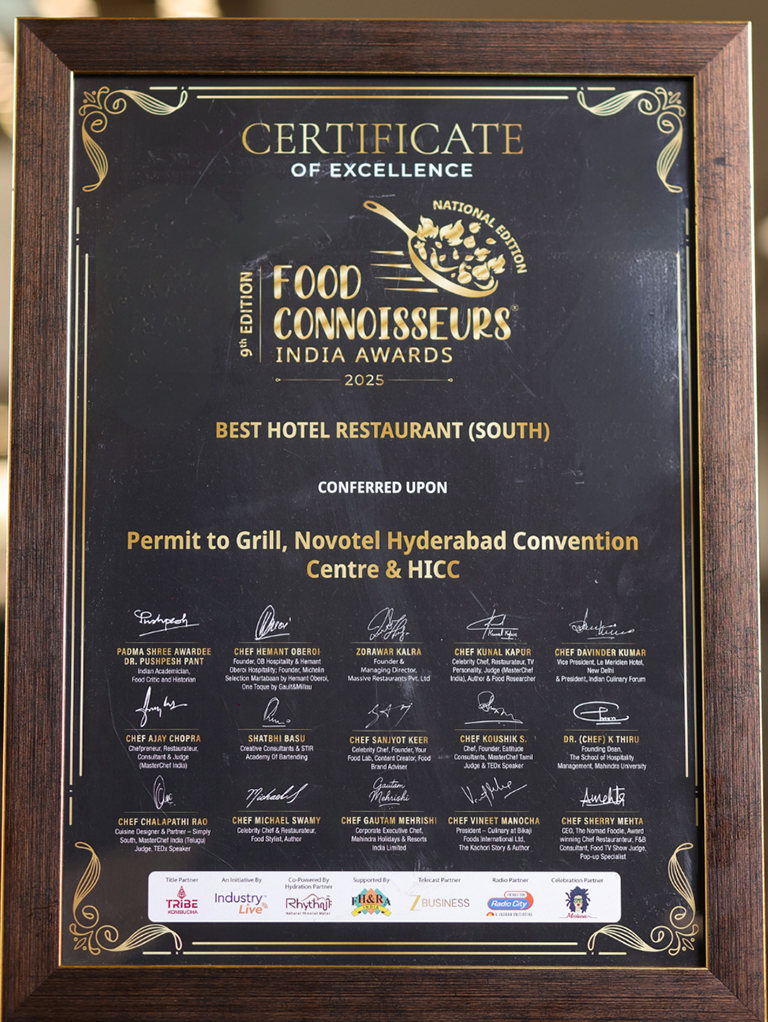 CERTIFICATE
OF EXCELLENCE
NATIONAL EDITION
9th EDITION
FOOD
CONNOISSEURS®
INDIA AWARDS
2025
BEST HOTEL RESTAURANT (SOUTH)
CONFERRED UPON
Permit to Grill, Novotel Hyderabad Convention
Centre & HICC
PADMA SHREE AWARDEE
DR. PUSHPESH PANT
Indian Academician,
Food Critic and Historian
CHEF HEMANT OBEROI
Founder, OB Hospitality & Hemant
Oberoi Hospitality; Founder, Michelin
Selection Martabaan by Hemant Oberoi,
One Toque by Gault&Millau
ZORAWAR KALRA
Founder &
Managing Director,
Massive Restaurants Pvt. Ltd
CHEF KUNAL KAPUR
Celebrity Chef, Restaurateur, TV
Personality, Judge (MasterChef
India), Author & Food Researcher
CHEF DAVINDER KUMAR
Vice President, Le Meridien Hotel,
New Delhi
& President, Indian Culinary Forum
CHEF AJAY CHOPRA
Chefpreneur, Restaurateur,
Consultant & Judge
(MasterChef India)
SHATBHI BASU
Creative Consultants & STIR
Academy Of Bartending
CHEF SANJYOT KEER
Celebrity Chef, Founder, Your
Food Lab, Content Creator, Food
Brand Adviser
CHEF KOUSHIK S.
Chef, Founder, Eatitude
Consultants, MasterChef Tamil
Judge & TEDx Speaker
DR. (CHEF) K THIRU
Founding Dean,
The School of Hospitality
Management, Mahindra University
CHEF CHALAPATHI RAO
Cuisine Designer & Partner – Simply
South, MasterChef India (Telugu)
Judge, TEDx Speaker
CHEF MICHAEL SWAMY
Celebrity Chef & Restaurateur,
Food Stylist, Author
Gautam
Mehrishi
CHEF GAUTAM MEHRISHI
Corporate Executive Chef,
Mahindra Holidays & Resorts
India Limited
CHEF VINEET MANOCHA
President – Culinary at Bikaji
Foods International Ltd,
The Kachori Story & Author
CHEF SHERRY MEHTA
CEO, The Nomad Foodie, Award
winning Chef Restauranteur, F&B
Consultant, Food TV Show Judge,
Pop-up Specialist
Title Partner
TRIBE
KOMBUCHA
An Initiative By
Industry
Live
Co-Powered By
Hydration Partner
Rhythm
Natural Mineral Water
Supported By
FH&RA
INDIA
Telecast Partner
Z BUSINESS
Radio Partner
Radio City
A JAGRAN INITIATIVE
Celebration Partner